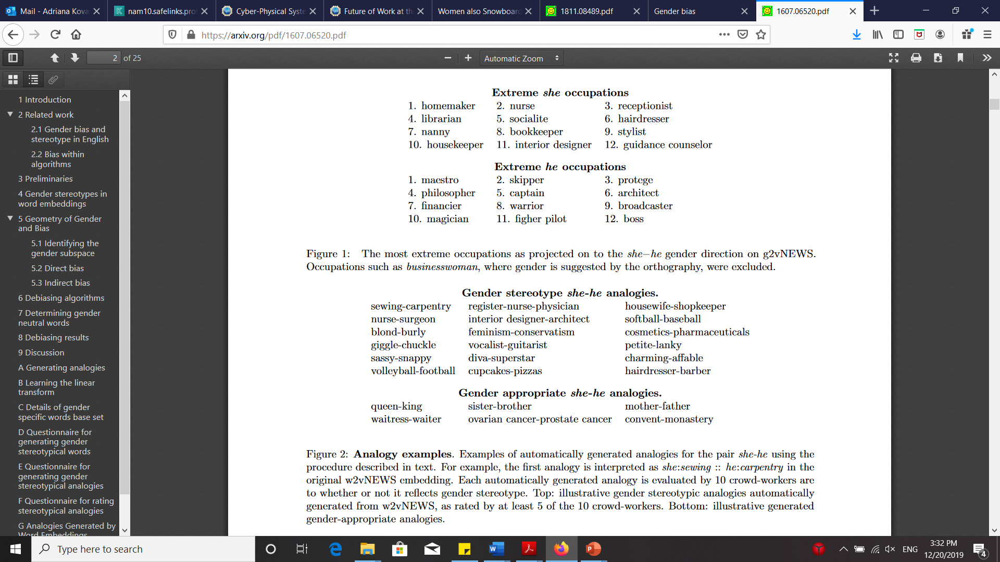 Mail - Adriana Kova
nam10.safelinks.pro
Cyber-Physical Syste
Future of Work at th
Women also Snowboard
1811.08489.pdf
Gender bias
1607.06520.pdf
https://arxiv.org/pdf/1607.06520.pdf
2 of 25
Automatic Zoom
1 Introduction
2 Related work
2.1 Gender bias and
stereotype in English
2.2 Bias within
algorithms
3 Preliminaries
4 Gender stereotypes in
word embeddings
5 Geometry of Gender
and Bias
5.1 Identifying the
gender subspace
5.2 Direct bias
5.3 Indirect bias
6 Debiasing algorithms
7 Determining gender
neutral words
8 Debiasing results
9 Discussion
A Generating analogies
B Learning the linear
transform
C Details of gender
specific words base set
D Questionnaire for
generating gender
stereotypical words
E Questionnaire for
generating gender
stereotypical analogies
F Questionnaire for rating
stereotypical analogies
G Analogies Generated by
Word Embeddings
Extreme she occupations
1. homemaker 2. nurse 3. receptionist
4. librarian 5. socialite 6. hairdresser
7. nanny 8. bookkeeper 9. stylist
10. housekeeper 11. interior designer 12. guidance counselor
Extreme he occupations
1. maestro 2. skipper 3. protege
4. philosopher 5. captain 6. architect
7. financier 8. warrior 9. broadcaster
10. magician 11. figher pilot 12. boss
Figure 1: The most extreme occupations as projected on to the she−he gender direction on g2vNEWS.
Occupations such as businesswoman, where gender is suggested by the orthography, were excluded.
Gender stereotype she-he analogies.
sewing-carpentry register-nurse-physician housewife-shopkeeper
nurse-surgeon interior designer-architect softball-baseball
blond-burly feminism-conservatism cosmetics-pharmaceuticals
giggle-chuckle vocalist-guitarist petite-lanky
sassy-snappy diva-superstar charming-affable
volleyball-football cupcakes-pizzas hairdresser-barber
Gender appropriate she-he analogies.
queen-king sister-brother mother-father
waitress-waiter ovarian cancer-prostate cancer convent-monastery
Figure 2: Analogy examples. Examples of automatically generated analogies for the pair she-he using the
procedure described in text. For example, the first analogy is interpreted as she:sewing :: he:carpentry in the
original w2vNEWS embedding. Each automatically generated analogy is evaluated by 10 crowd-workers are
to whether or not it reflects gender stereotype. Top: illustrative gender stereotypic analogies automatically
generated from w2vNEWS, as rated by at least 5 of the 10 crowd-workers. Bottom: illustrative generated
gender-appropriate analogies.
Type here to search
ENG
3:32 PM
12/20/2019
4